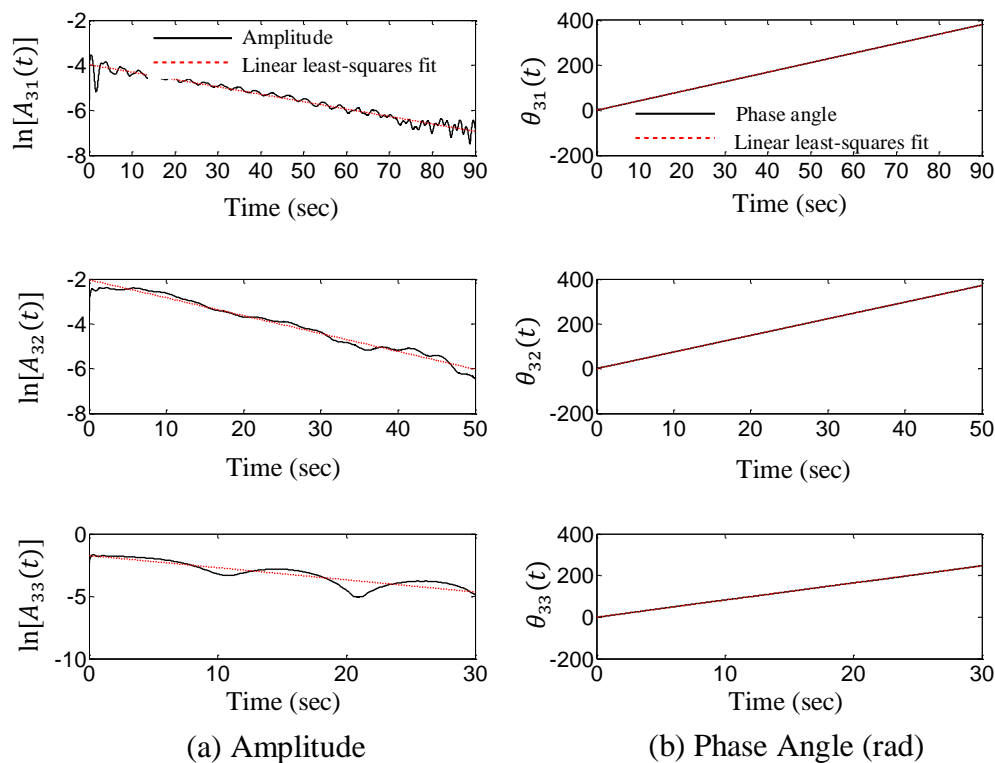 ln[A31(t)]
-2
-4
-6
-8
Amplitude
Linear least-squares fit
0 10 20 30 40 50 60 70 80 90
Time (sec)
θ31(t)
400
200
0
-200
Phase angle
Linear least-squares fit
0 10 20 30 40 50 60 70 80 90
Time (sec)
ln[A32(t)]
-2
-4
-6
-8
0 10 20 30 40 50
Time (sec)
θ32(t)
400
200
0
-200
0 10 20 30 40 50
Time (sec)
ln[A33(t)]
0
-5
-10
0 10 20 30
Time (sec)
θ33(t)
400
200
0
-200
0 10 20 30
Time (sec)
(a) Amplitude
(b) Phase Angle (rad)